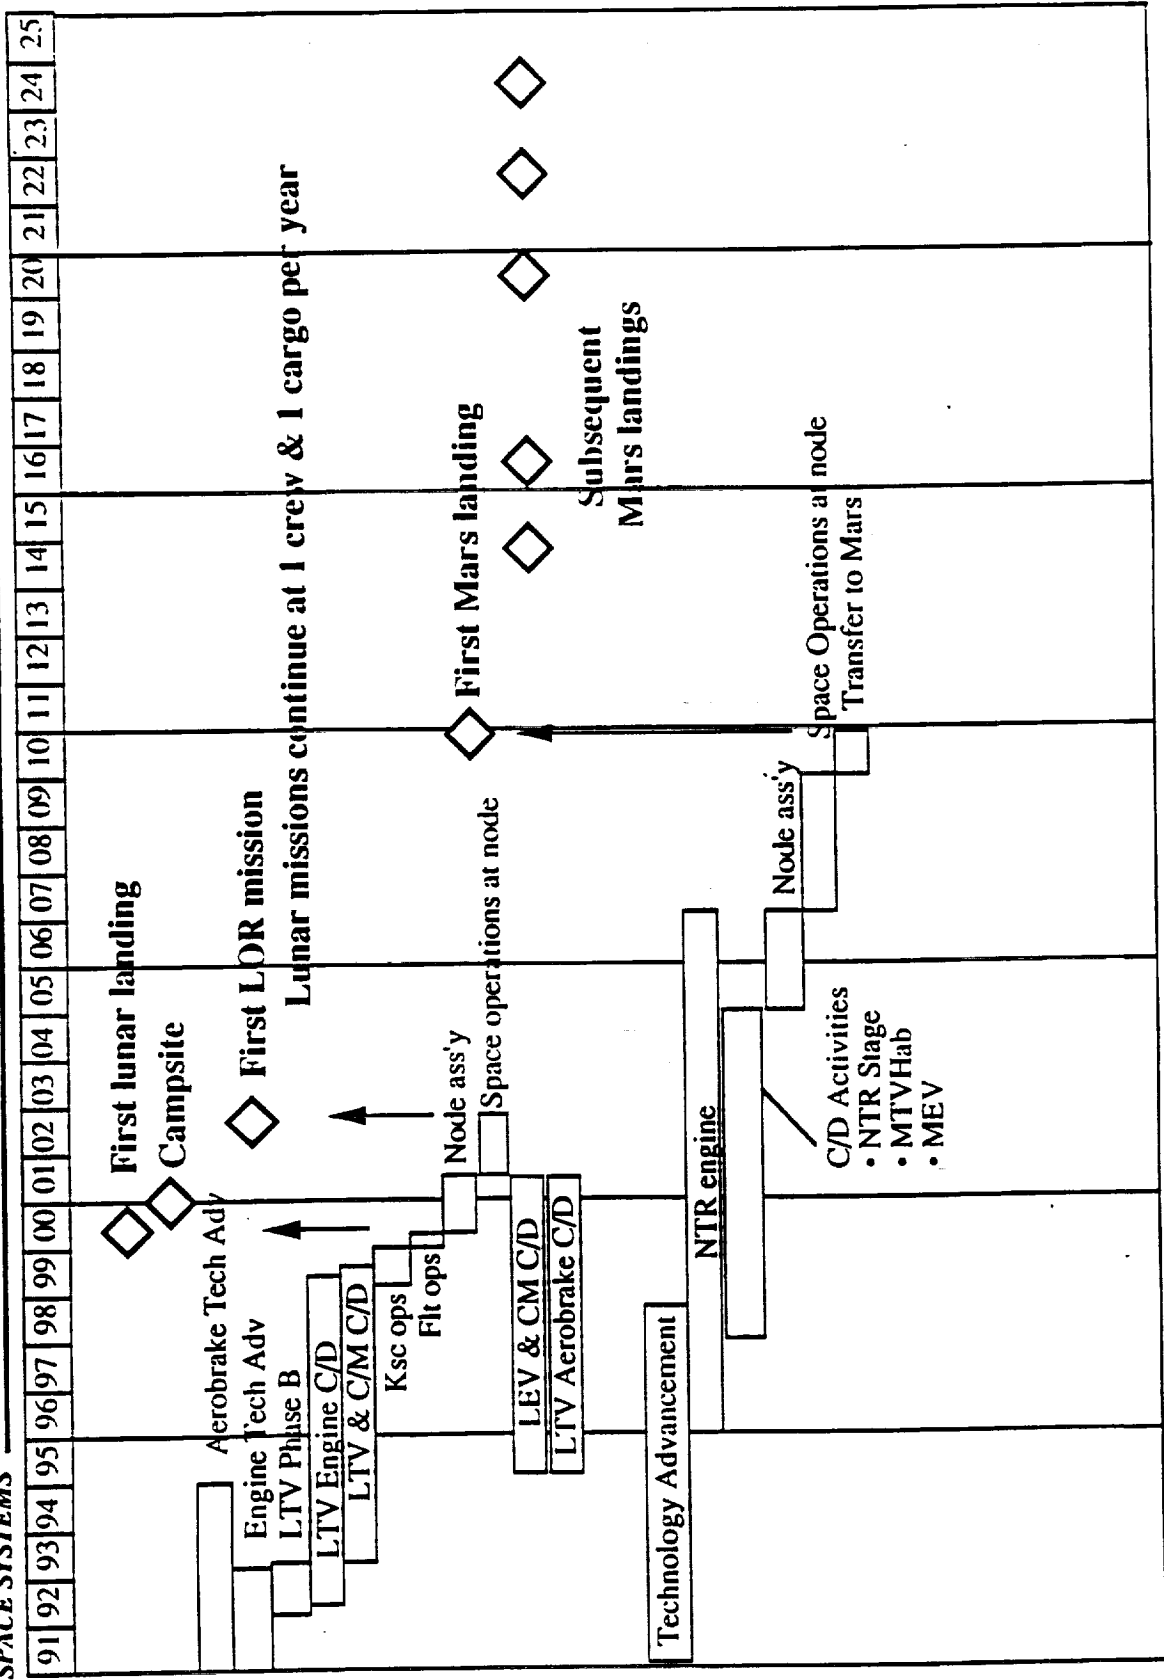 SPACE SYSTEMS
91 92 93 94 95 96 97 98 99 00 01 02 03 04 05 06 07 08 09 10 11 12 13 14 15 16 17 18 19 20 21 22 23 24 25
First lunar landing
Campsite
First LOR mission
Lunar missions continue at 1 crew & 1 cargo per year
Aerobrake Tech Adv
Engine Tech Adv
LTV Phase B
LTV Engine C/D
LTV & C/M C/D
Ksc ops
Flt ops
Node ass'y
Space operations at node
LEV & CM C/D
LTV Aerobrake C/D
First Mars landing
Subsequent
Mars landings
Technology Advancement
NTR engine
C/D Activities
• NTR Stage
• MTVHab
• MEV
Node ass'y
Space Operations at node
Transfer to Mars